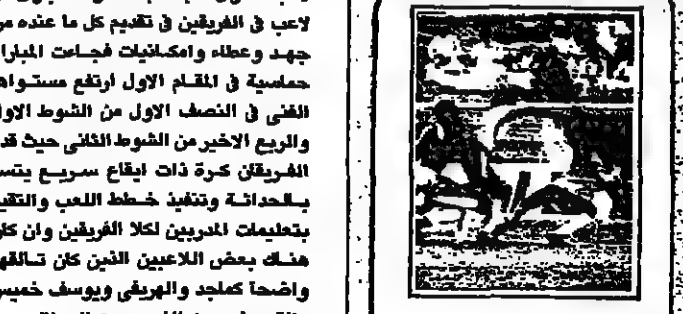 لاعب في الفريقين في تقديم كل ما عنده من
جهد وعطاء وامكانيات فجاءت المباراة
حماسية في المقام الاول ارتفع مستواها
الفني في النصف الاول من الشوط الاول
والربع الاخير من الشوط الثاني حيث قدم
الفريقان كرة ذات ايقاع سريع يتسم
بالحداثة وتنفيذ خطط اللعب والتقيد
بتعليمات المدربين لكلا الفريقين وان كان
هناك بعض اللاعبين الذين كان تالقهم
واضحا كماجد والهريفي ويوسف خميس